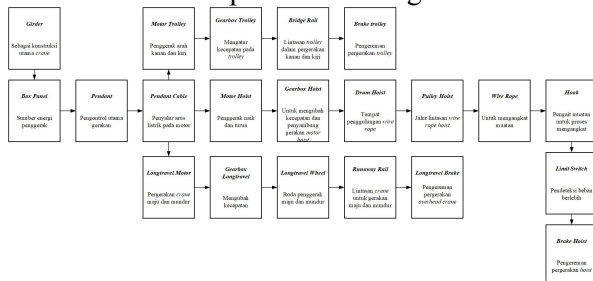 Girder
Sebagai konstruksi
utama crane
Motor Trolley
Penggerak arah
kanan dan kiri
Gearbox Trolley
Mengatur
kecepatan pada
trolley
Bridge Rail
Lintasan trolley
dalam pergerakan
kanan dan kiri
Brake trolley
Pengereman
pergerakan trolley
Box Panel
Sumber energi
penggerak
Pendant
Pengontrol utama
gerakan
Pendant Cable
Penyalur arus
listrik pada motor
Motor Hoist
Penggerak naik
dan turun
Gearbox Hoist
Untuk mengubah
kecepatan dan
penyambung
gerakan motor
hoist
Drum Hoist
Tempat
penggulungan wire
rope
Pulley Hoist
Jalur lintasan wire
rope hoist
Wire Rope
Untuk mengangkat
muatan
Hook
Pengait muatan
untuk proses
mengangkat
Longtravel Motor
Pergerakan crane
maju dan mundur
Gearbox
Longtravel
Mengubah
kecepatan
Longtravel Wheel
Roda penggerak
maju dan mundur
Runaway Rail
Lintasan crane
untuk gerakan
maju dan mundur
Longtravel Brake
Pengereman
pergerakan
overhead crane
Limit Switch
Pendeteksi beban
berlebih
Brake Hoist
Pengereman
pergerakan hoist